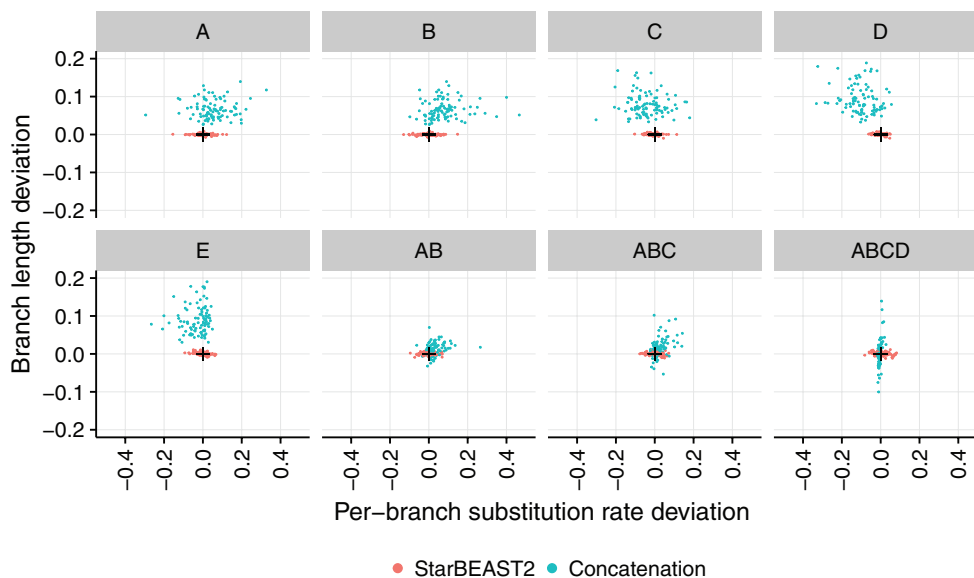 A B C D
0.2
0.1
0.0
−0.1
−0.2
E AB ABC ABCD
0.2
0.1
0.0
−0.1
−0.2
−0.4 −0.2 0.0 0.2 0.4 −0.4 −0.2 0.0 0.2 0.4 −0.4 −0.2 0.0 0.2 0.4 −0.4 −0.2 0.0 0.2 0.4
Branch length deviation
Per−branch substitution rate deviation
StarBEAST2 Concatenation